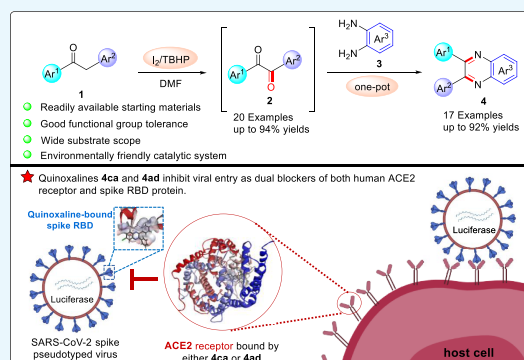 O
Ar1
Ar2
1
I2/TBHP
DMF
O
Ar1
Ar2
O
2
20 Examples
up to 94% yields
H2N
H2N
Ar3
3
one-pot
Ar1
N
Ar3
Ar2
N
4
17 Examples
up to 92% yields
Readily available starting materials
Good functional group tolerance
Wide substrate scope
Environmentally friendly catalytic system
Quinoxalines 4ca and 4ad inhibit viral entry as dual blockers of both human ACE2
receptor and spike RBD protein.
Quinoxaline-bound
spike RBD
Luciferase
SARS-CoV-2 spike
pseudotyped virus
ACE2 receptor bound by
either 4ca or 4ad
Luciferase
host cell